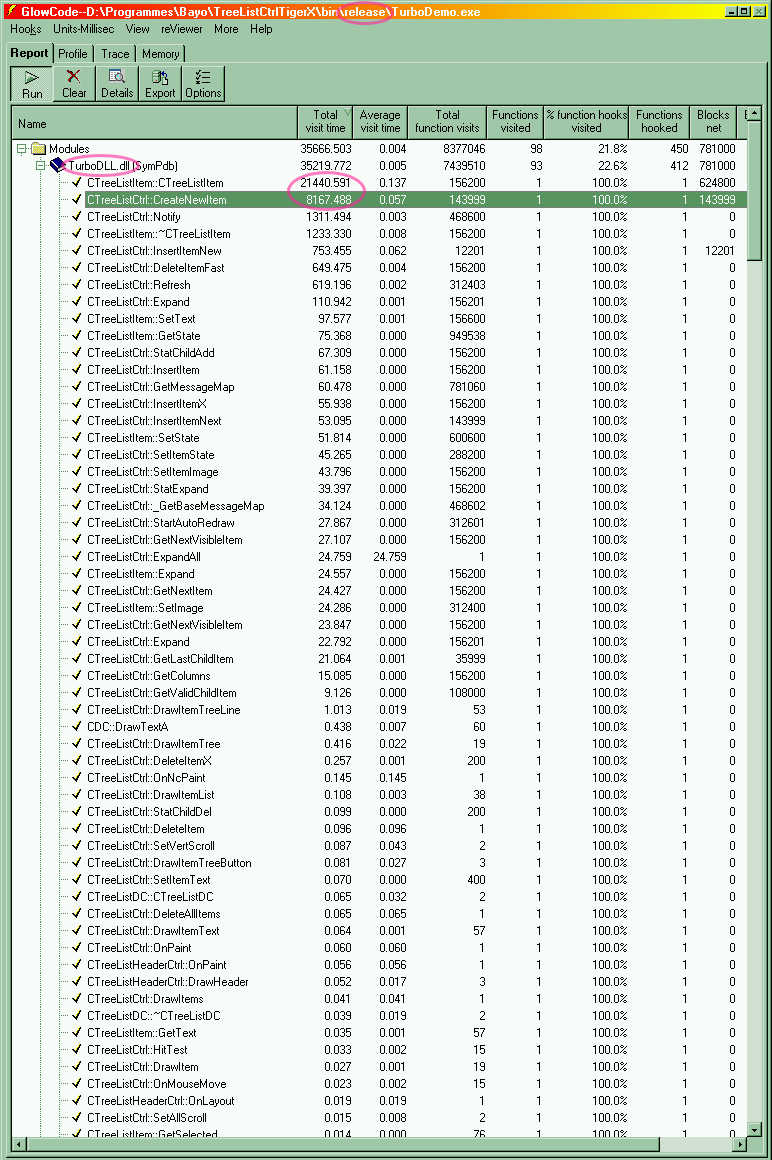 GlowCode--D:\Programmes\Bayo\TreeListCtrlTigerX\bin\release\TurboDemo.exe
Hooks Units-Millisec View reViewer More Help
Report Profile Trace Memory
Run Clear Details Export Options
Name Total visit time Average visit time Total function visits Functions visited % function hooks visited Functions hooked Blocks net
Modules 35666.503 0.004 8377046 98 21.8% 450 781000
TurboDLL.dll (SymPdb) 35219.772 0.005 7439510 93 22.6% 412 781000
CTreeListItem::CTreeListItem 21440.591 0.137 156200 1 100.0% 1 624800
CTreeListCtrl::CreateNewItem 8167.488 0.057 143999 1 100.0% 1 143999
CTreeListCtrl::Notify 1311.494 0.003 468600 1 100.0% 1 0
CTreeListItem::~CTreeListItem 1233.330 0.008 156200 1 100.0% 1 0
CTreeListCtrl::InsertItemNew 753.455 0.062 12201 1 100.0% 1 12201
CTreeListCtrl::DeleteItemFast 649.475 0.004 156200 1 100.0% 1 0
CTreeListCtrl::Refresh 619.196 0.002 312403 1 100.0% 1 0
CTreeListCtrl::Expand 110.942 0.001 156201 1 100.0% 1 0
CTreeListItem::SetText 97.577 0.001 156600 1 100.0% 1 0
CTreeListItem::GetState 75.368 0.000 949538 1 100.0% 1 0
CTreeListCtrl::StatChildAdd 67.309 0.000 156200 1 100.0% 1 0
CTreeListCtrl::InsertItem 61.158 0.000 156200 1 100.0% 1 0
CTreeListCtrl::GetMessageMap 60.478 0.000 781060 1 100.0% 1 0
CTreeListCtrl::InsertItemX 55.938 0.000 156200 1 100.0% 1 0
CTreeListCtrl::InsertItemNext 53.095 0.000 143999 1 100.0% 1 0
CTreeListItem::SetState 51.814 0.000 600600 1 100.0% 1 0
CTreeListCtrl::SetItemState 45.265 0.000 288200 1 100.0% 1 0
CTreeListCtrl::SetItemImage 43.796 0.000 156200 1 100.0% 1 0
CTreeListCtrl::StatExpand 39.397 0.000 156200 1 100.0% 1 0
CTreeListCtrl::_GetBaseMessageMap 34.124 0.000 468602 1 100.0% 1 0
CTreeListCtrl::StartAutoRedraw 27.867 0.000 312601 1 100.0% 1 0
CTreeListCtrl::GetNextVisibleItem 27.107 0.000 156200 1 100.0% 1 0
CTreeListCtrl::ExpandAll 24.759 24.759 1 1 100.0% 1 0
CTreeListItem::Expand 24.557 0.000 156200 1 100.0% 1 0
CTreeListCtrl::GetNextItem 24.427 0.000 156200 1 100.0% 1 0
CTreeListItem::SetImage 24.286 0.000 312400 1 100.0% 1 0
CTreeListCtrl::GetNextVisibleItem 23.847 0.000 156200 1 100.0% 1 0
CTreeListCtrl::Expand 22.792 0.000 156201 1 100.0% 1 0
CTreeListCtrl::GetLastChildItem 21.064 0.001 35999 1 100.0% 1 0
CTreeListCtrl::GetColumns 15.085 0.000 156200 1 100.0% 1 0
CTreeListCtrl::GetValidChildItem 9.126 0.000 108000 1 100.0% 1 0
CTreeListCtrl::DrawItemTreeLine 1.013 0.019 53 1 100.0% 1 0
CDC::DrawTextA 0.438 0.007 60 1 100.0% 1 0
CTreeListCtrl::DrawItemTree 0.416 0.022 19 1 100.0% 1 0
CTreeListCtrl::DeleteItemX 0.257 0.001 200 1 100.0% 1 0
CTreeListCtrl::OnNcPaint 0.145 0.145 1 1 100.0% 1 0
CTreeListCtrl::DrawItemList 0.108 0.003 38 1 100.0% 1 0
CTreeListCtrl::StatChildDel 0.099 0.000 200 1 100.0% 1 0
CTreeListCtrl::DeleteItem 0.096 0.096 1 1 100.0% 1 0
CTreeListCtrl::SetVertScroll 0.087 0.043 2 1 100.0% 1 0
CTreeListCtrl::DrawItemTreeButton 0.081 0.027 3 1 100.0% 1 0
CTreeListCtrl::SetItemText 0.070 0.000 400 1 100.0% 1 0
CTreeListDC::CTreeListDC 0.065 0.032 2 1 100.0% 1 0
CTreeListCtrl::DeleteAllItems 0.065 0.065 1 1 100.0% 1 0
CTreeListCtrl::DrawItemText 0.064 0.001 57 1 100.0% 1 0
CTreeListCtrl::OnPaint 0.060 0.060 1 1 100.0% 1 0
CTreeListHeaderCtrl::OnPaint 0.056 0.056 1 1 100.0% 1 0
CTreeListHeaderCtrl::DrawHeader 0.052 0.017 3 1 100.0% 1 0
CTreeListCtrl::DrawItems 0.041 0.041 1 1 100.0% 1 0
CTreeListDC::~CTreeListDC 0.039 0.019 2 1 100.0% 1 0
CTreeListItem::GetText 0.035 0.001 57 1 100.0% 1 0
CTreeListCtrl::HitTest 0.033 0.002 15 1 100.0% 1 0
CTreeListCtrl::DrawItem 0.027 0.001 19 1 100.0% 1 0
CTreeListCtrl::OnMouseMove 0.023 0.002 15 1 100.0% 1 0
CTreeListHeaderCtrl::OnLayout 0.019 0.019 1 1 100.0% 1 0
CTreeListCtrl::SetAllScroll 0.015 0.008 2 1 100.0% 1 0
CTreeListItem::GetSelected 0.014 0.000 76 1 100.0% 1 0